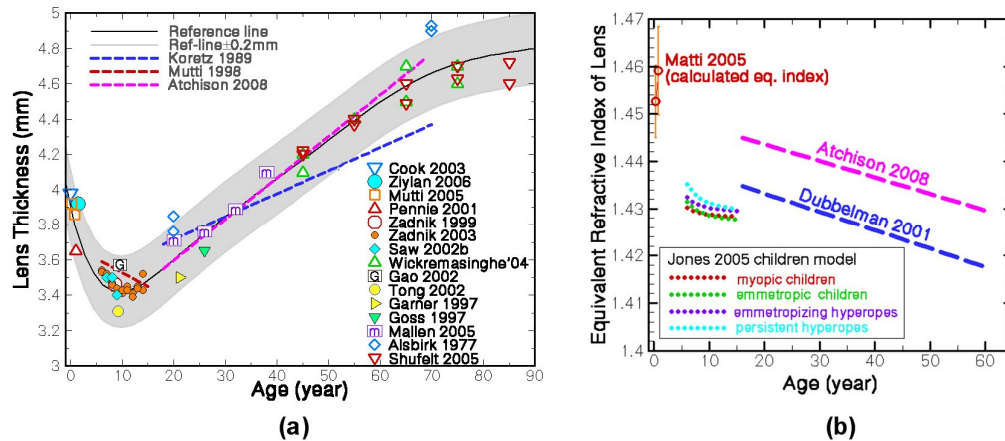 Reference line
Ref-line±0.2mm
Koretz 1989
Mutti 1998
Atchison 2008
5.0
4.8
4.6
4.4
4.2
4.0
3.8
3.6
3.4
3.2
3
Lens Thickness (mm)
Cook 2003
Ziylan 2006
Mutti 2005
Pennie 2001
Zadnik 1999
Zadnik 2003
Saw 2002b
Wickremasinghe'04
G Gao 2002
Tong 2002
Garner 1997
Goss 1997
m Mallen 2005
Alsbirk 1977
Shufelt 2005
G
m
m
m
m
0 10 20 30 40 50 60 70 80 90
Age (year)
(a)
1.47
1.46
1.45
1.44
1.43
1.42
1.41
1.4
Equivalent Refractive Index of Lens
Matti 2005
(calculated eq. index)
Atchison 2008
Dubbelman 2001
Jones 2005 children model
myopic children
emmetropic children
emmetropizing hyperopes
persistent hyperopes
0 10 20 30 40 50 60
Age (year)
(b)